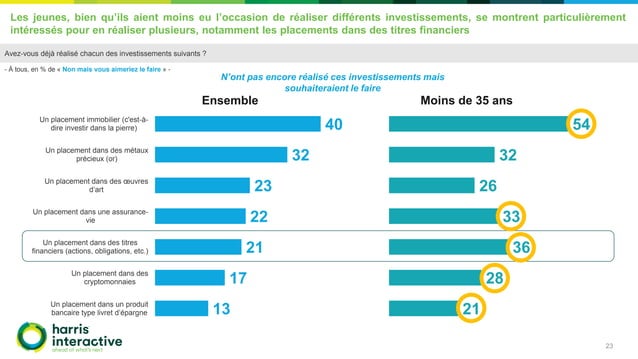 Les jeunes, bien qu'ils aient moins eu l'occasion de réaliser différents investissements, se montrent particulièrement
intéressés pour en réaliser plusieurs, notamment les placements dans des titres financiers
Avez-vous déjà réalisé chacun des investissements suivants ?
- À tous, en % de « Non mais vous aimeriez le faire » -
N'ont pas encore réalisé ces investissements mais
souhaiteraient le faire
Ensemble
Moins de 35 ans
Un placement immobilier (c'est-à-
dire investir dans la pierre)
40
54
Un placement dans des métaux
précieux (or)
32
32
Un placement dans des œuvres
d'art
23
26
Un placement dans une assurance-
vie
22
33
Un placement dans des titres
financiers (actions, obligations, etc.)
21
36
Un placement dans des
cryptomonnaies
17
28
Un placement dans un produit
bancaire type livret d'épargne
13
21
harris
interactive
ahead of what's next
23